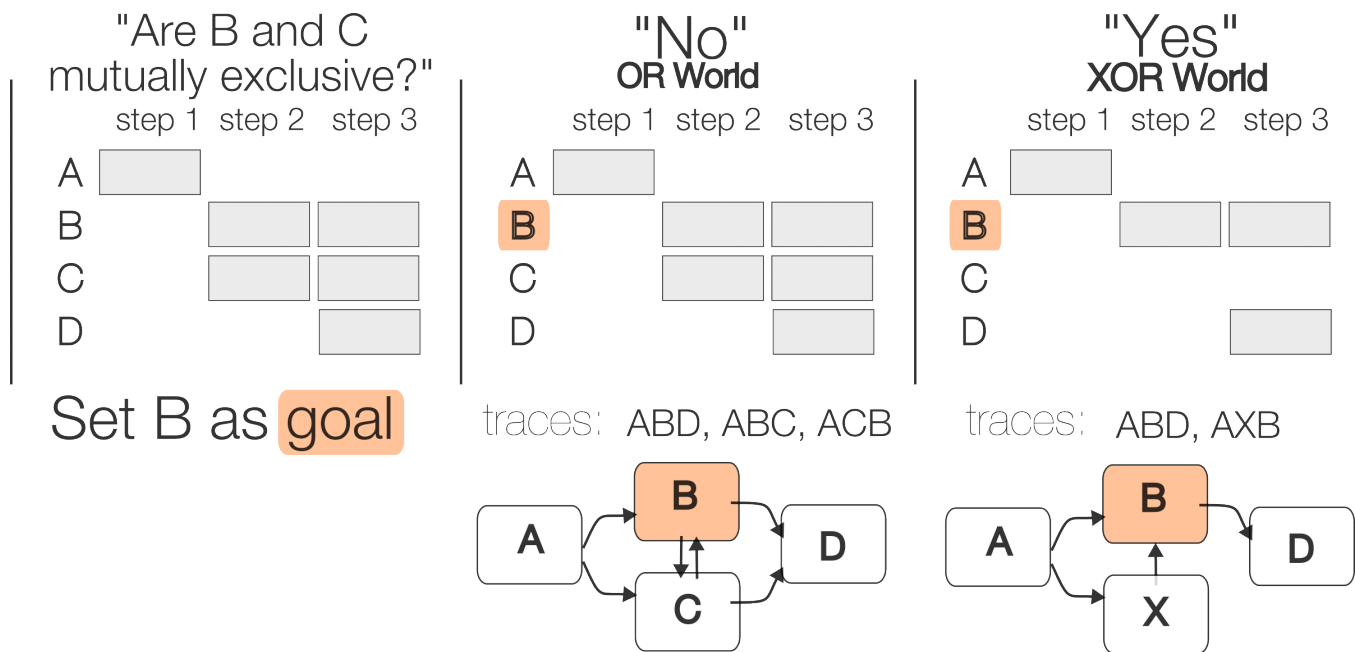 "Are B and C
mutually exclusive?"
step 1 step 2 step 3
A
B
C
D
Set B as goal
"No"
OR World
step 1 step 2 step 3
A
B
C
D
traces: ABD, ABC, ACB
A
B
C
D
"Yes"
XOR World
step 1 step 2 step 3
A
B
C
D
traces: ABD, AXB
A
B
X
D